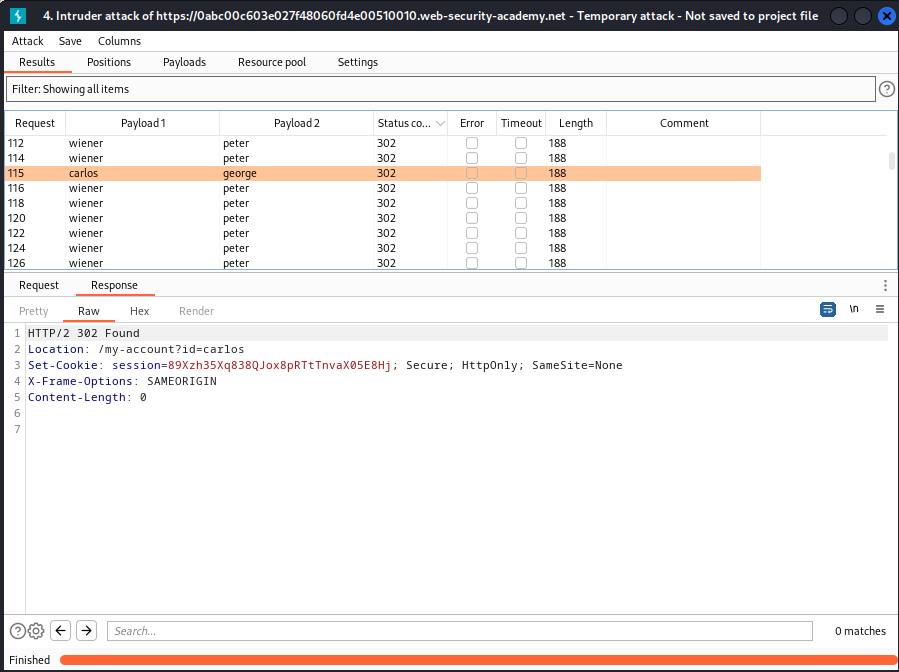 4. Intruder attack of https://0abc00c603e027f48060fd4e00510010.web-security-academy.net - Temporary attack - Not saved to project file
Attack Save Columns
Results Positions Payloads Resource pool Settings
Filter: Showing all items
Request Payload 1 Payload 2 Status co... Error Timeout Length Comment
112 wiener peter 302 188
114 wiener peter 302 188
115 carlos george 302 188
116 wiener peter 302 188
118 wiener peter 302 188
120 wiener peter 302 188
122 wiener peter 302 188
124 wiener peter 302 188
126 wiener peter 302 188
Request Response
Pretty Raw Hex Render \n
1 HTTP/2 302 Found
2 Location: /my-account?id=carlos
3 Set-Cookie: session=89Xzh35Xq838QJox8pRTtTnvaX05E8Hj; Secure; HttpOnly; SameSite=None
4 X-Frame-Options: SAMEORIGIN
5 Content-Length: 0
6
7
Search... 0 matches
Finished